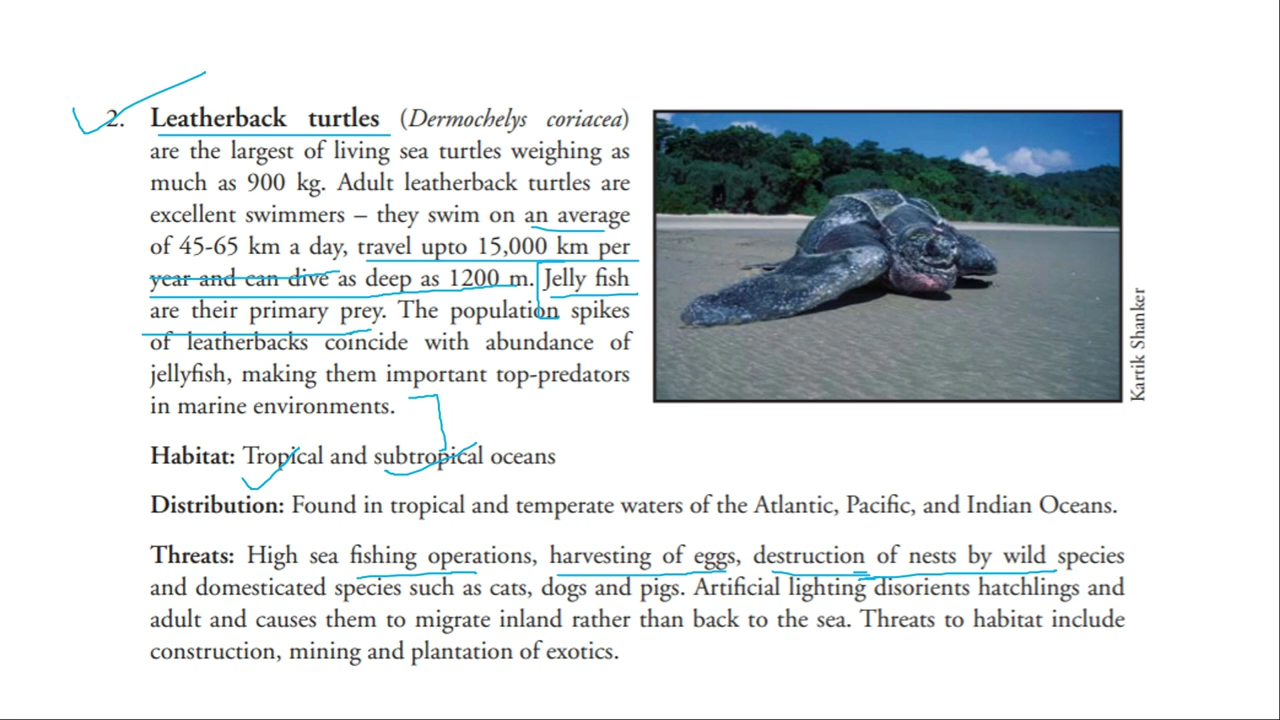 2. Leatherback turtles (Dermochelys coriacea)
are the largest of living sea turtles weighing as
much as 900 kg. Adult leatherback turtles are
excellent swimmers – they swim on an average
of 45-65 km a day, travel upto 15,000 km per
year and can dive as deep as 1200 m. Jelly fish
are their primary prey. The population spikes
of leatherbacks coincide with abundance of
jellyfish, making them important top-predators
in marine environments.
Kartik Shanker
Habitat: Tropical and subtropical oceans
Distribution: Found in tropical and temperate waters of the Atlantic, Pacific, and Indian Oceans.
Threats: High sea fishing operations, harvesting of eggs, destruction of nests by wild species
and domesticated species such as cats, dogs and pigs. Artificial lighting disorients hatchlings and
adult and causes them to migrate inland rather than back to the sea. Threats to habitat include
construction, mining and plantation of exotics.